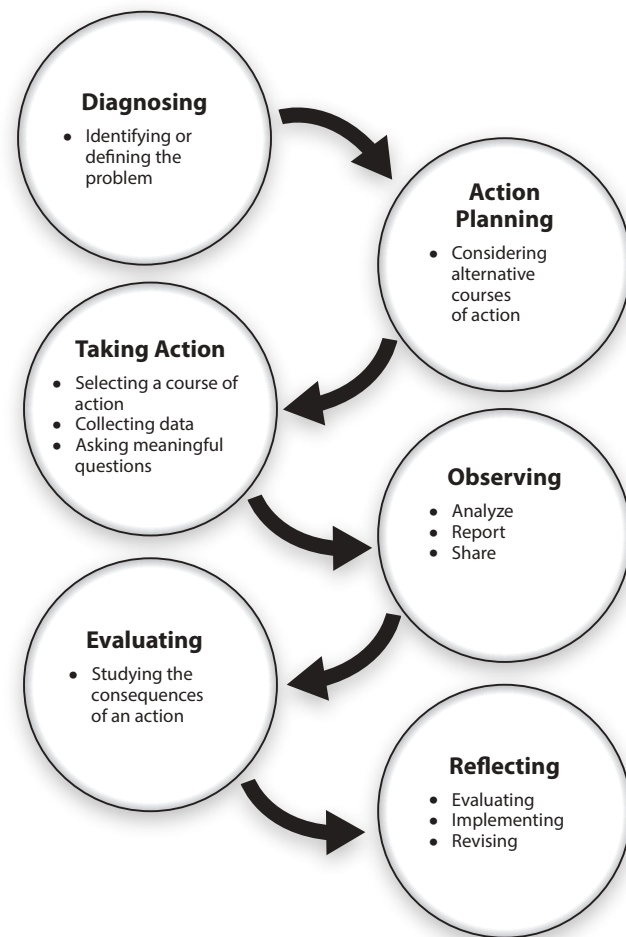 Diagnosing
• Identifying or
defining the
problem
Action
Planning
• Considering
alternative
courses
of action
Taking Action
• Selecting a course of
action
• Collecting data
• Asking meaningful
questions
Observing
• Analyze
• Report
• Share
Evaluating
• Studying the
consequences
of an action
Reflecting
• Evaluating
• Implementing
• Revising